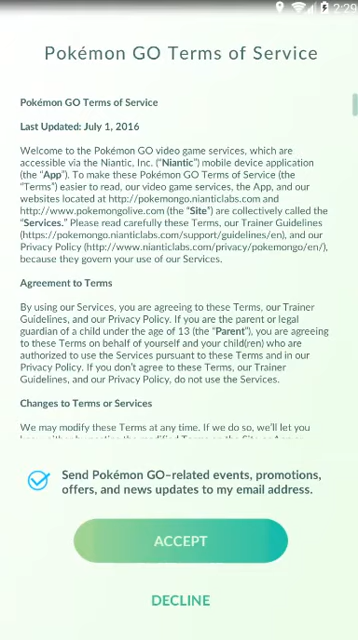 2:29
Pokémon GO Terms of Service
Pokémon GO Terms of Service
Last Updated: July 1, 2016
Welcome to the Pokémon GO video game services, which are
accessible via the Niantic, Inc. (“Niantic”) mobile device application
(the “App”). To make these Pokémon GO Terms of Service (the
“Terms”) easier to read, our video game services, the App, and our
websites located at http://pokemongo.nianticlabs.com and
http://www.pokemongolive.com (the “Site”) are collectively called the
“Services.” Please read carefully these Terms, our Trainer Guidelines
(https://pokemongo.nianticlabs.com/support/guidelines/en), and our
Privacy Policy (http://www.nianticlabs.com/privacy/pokemongo/en/),
because they govern your use of our Services.
Agreement to Terms
By using our Services, you are agreeing to these Terms, our Trainer
Guidelines, and our Privacy Policy. If you are the parent or legal
guardian of a child under the age of 13 (the “Parent”), you are agreeing
to these Terms on behalf of yourself and your child(ren) who are
authorized to use the Services pursuant to these Terms and in our
Privacy Policy. If you don’t agree to these Terms, our Trainer
Guidelines, and our Privacy Policy, do not use the Services.
Changes to Terms or Services
We may modify these Terms at any time. If we do so, we’ll let you
Send Pokémon GO–related events, promotions,
offers, and news updates to my email address.
ACCEPT
DECLINE